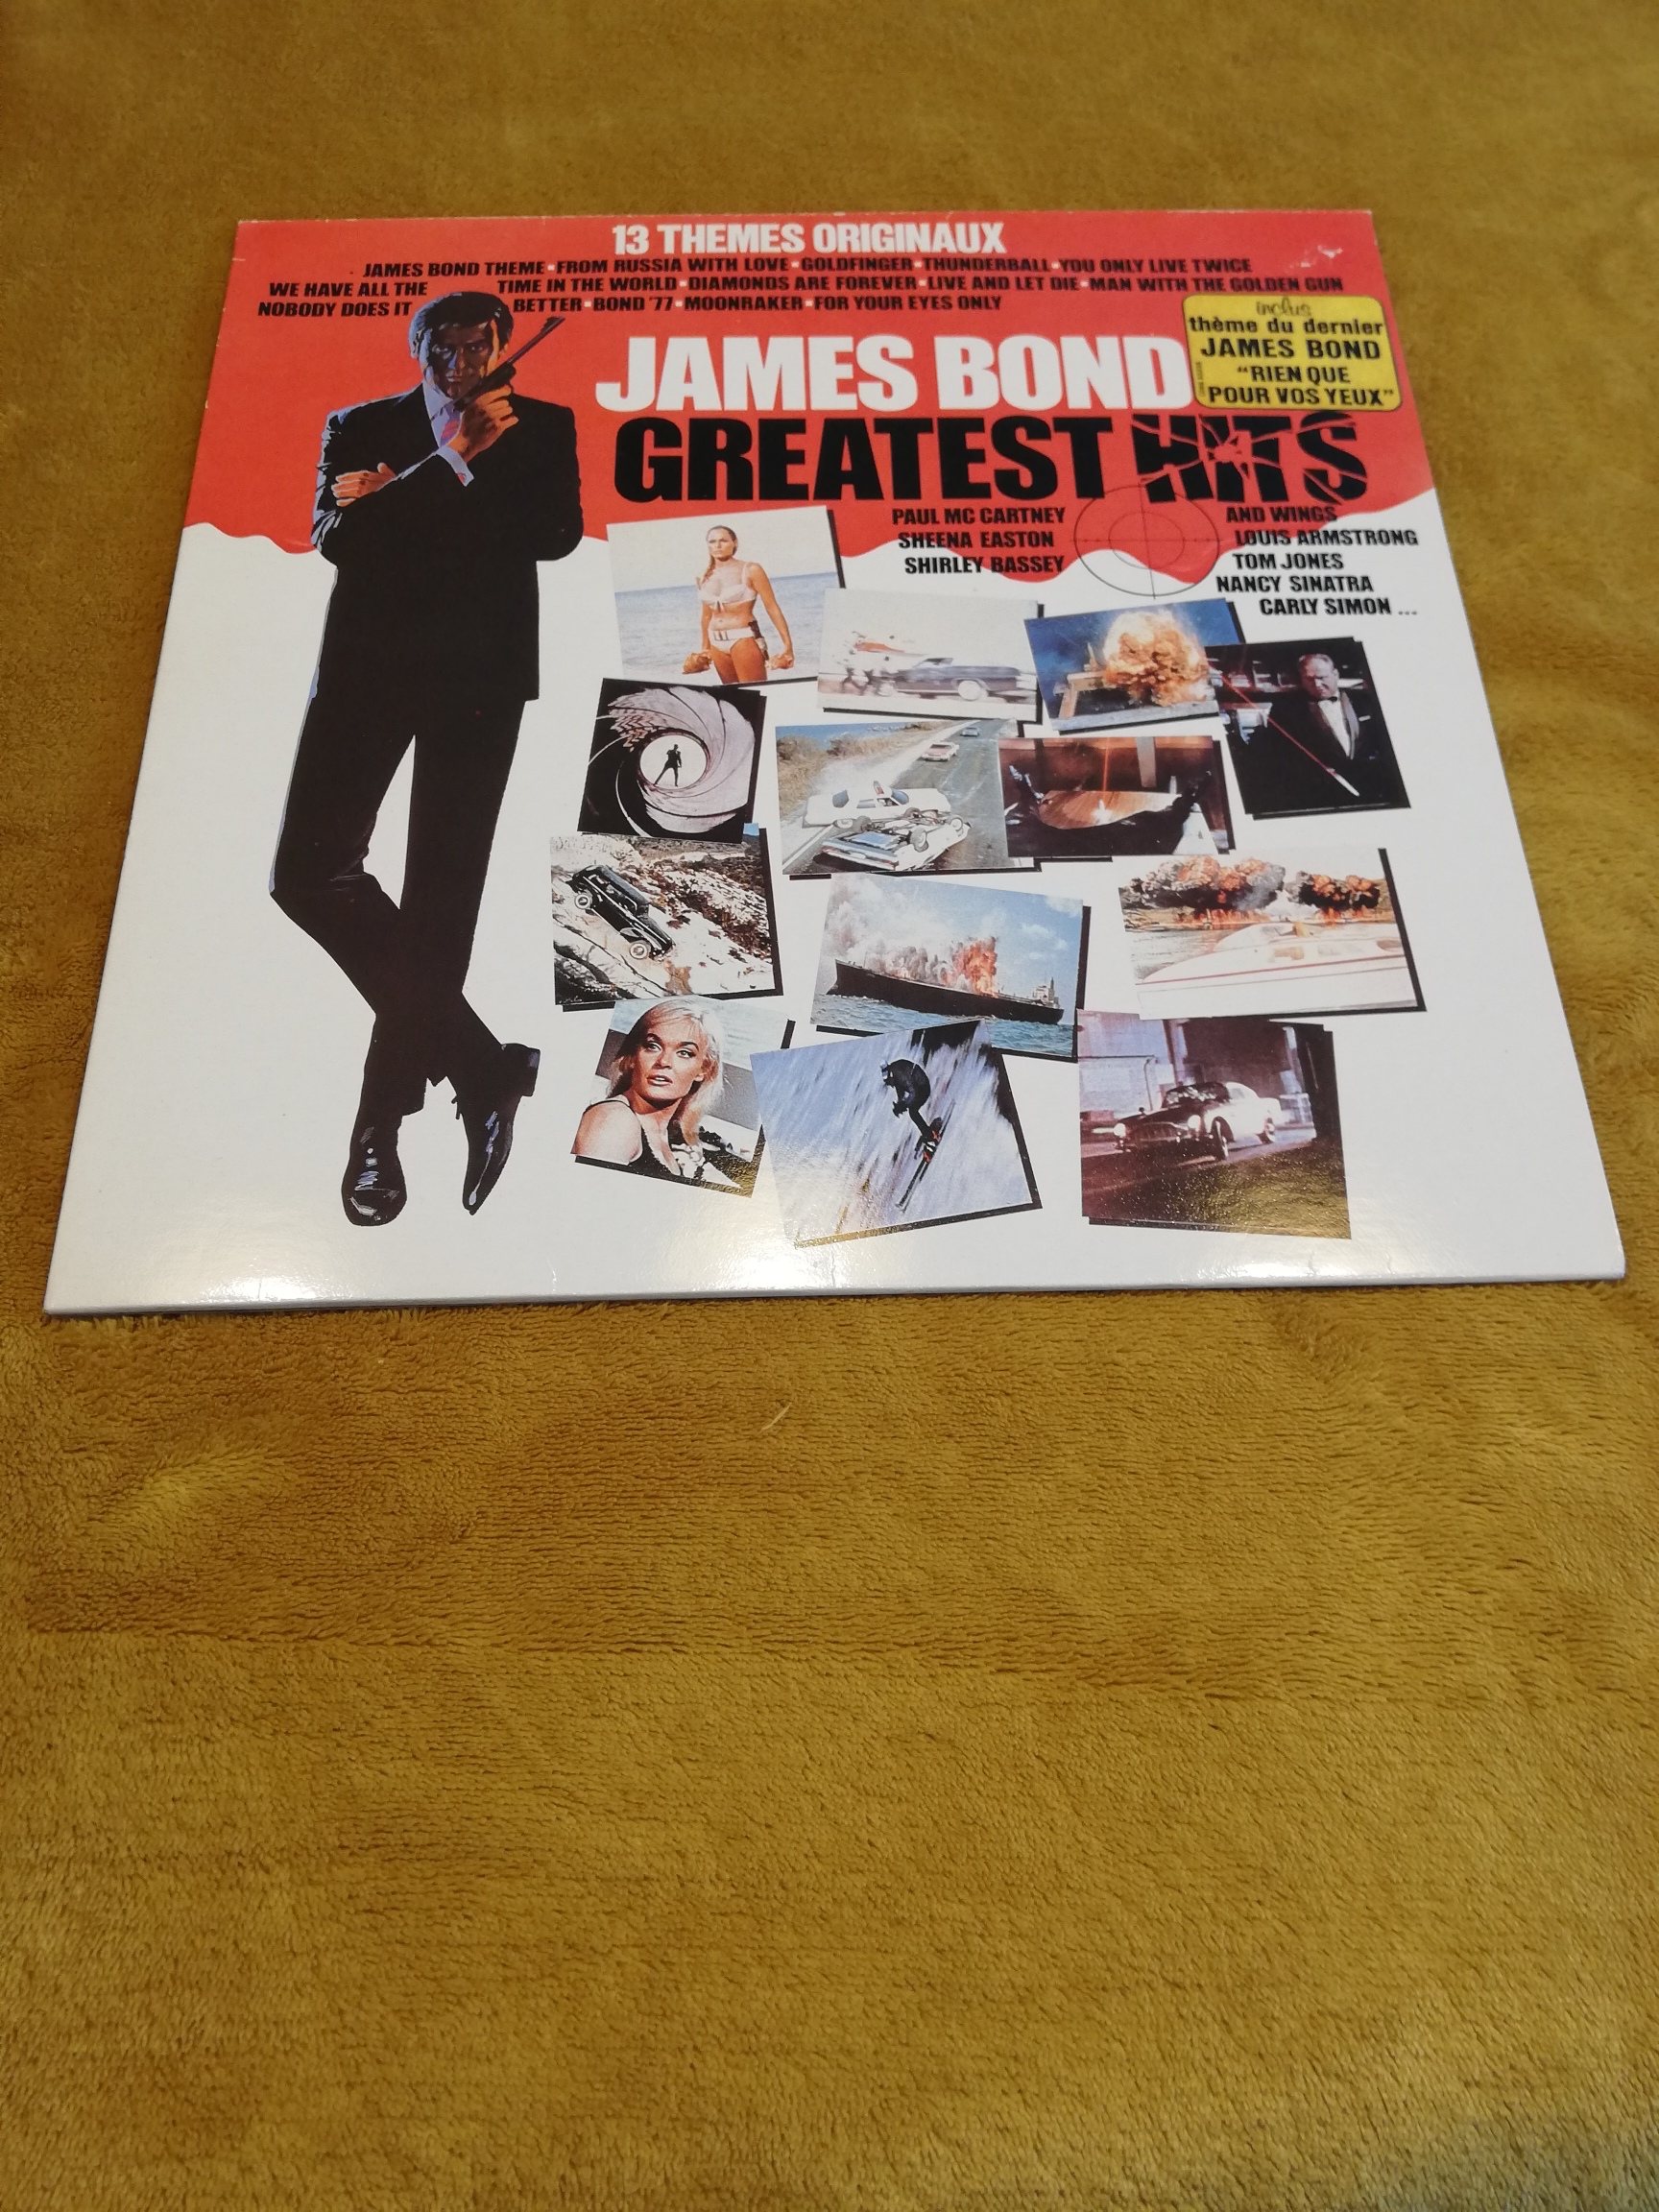 13 THEMES ORIGINAUX
JAMES BOND THEME • FROM RUSSIA WITH LOVE • GOLDFINGER • THUNDERBALL • YOU ONLY LIVE TWICE
WE HAVE ALL THE TIME IN THE WORLD • DIAMONDS ARE FOREVER • LIVE AND LET DIE • MAN WITH THE GOLDEN GUN
NOBODY DOES IT BETTER • BOND '77 • MOONRAKER • FOR YOUR EYES ONLY
inclus
thème du dernier
JAMES BOND
"RIEN QUE
POUR VOS YEUX"
JAMES BOND
GREATEST HITS
PAUL MC CARTNEY AND WINGS
SHEENA EASTON LOUIS ARMSTRONG
SHIRLEY BASSEY TOM JONES
NANCY SINATRA
CARLY SIMON ...